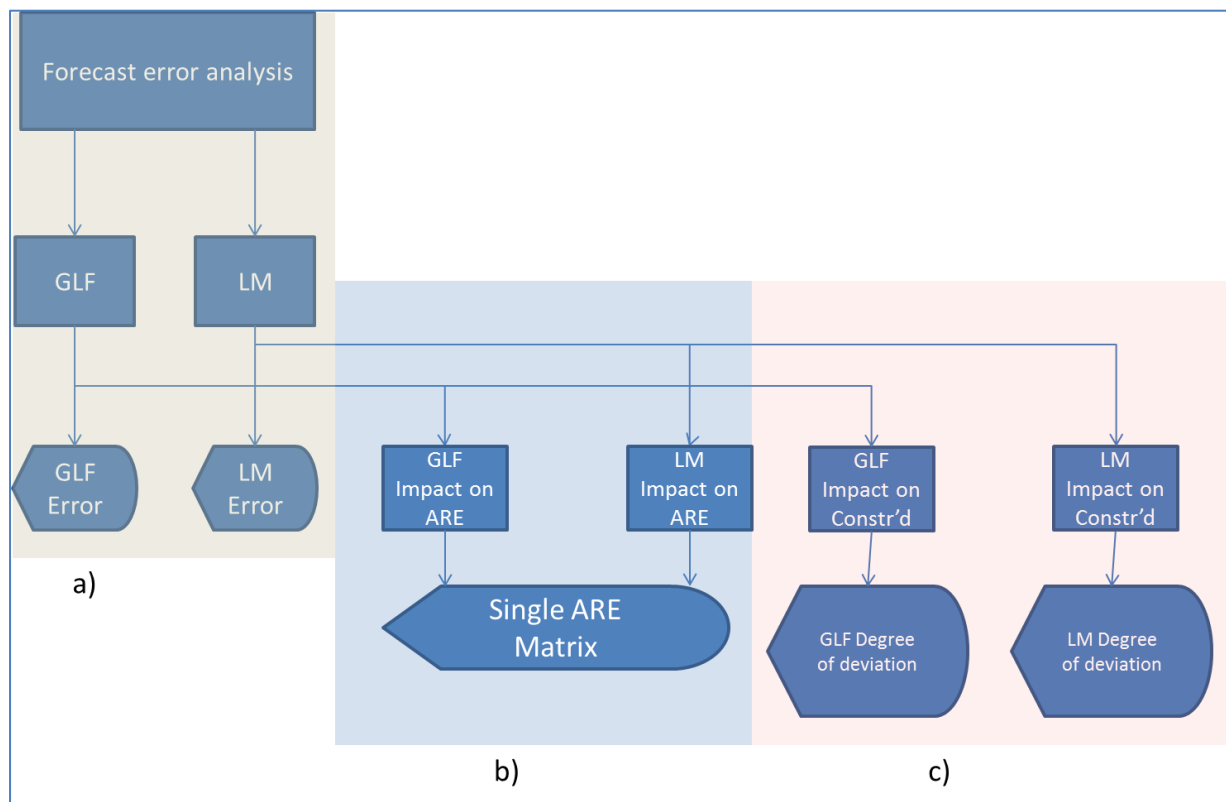 Forecast error analysis
GLF
LM
GLF
Error
LM
Error
GLF
Impact on
ARE
LM
Impact on
ARE
GLF
Impact on
Constr’d
LM
Impact on
Constr’d
Single ARE
Matrix
GLF Degree
of deviation
LM Degree
of deviation
a)
b)
c)